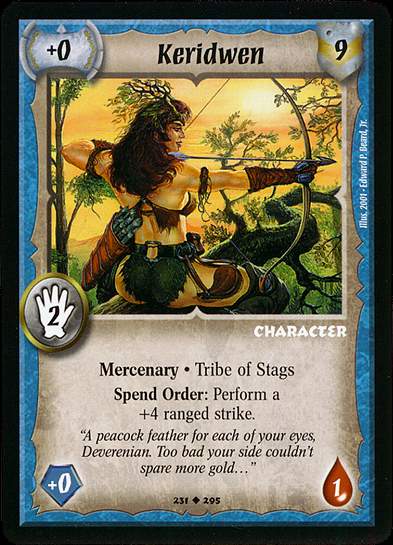 +0
Keridwen
9
Illus. 2001 • Edward P. Beard, Jr.
2
CHARACTER
Mercenary • Tribe of Stags
Spend Order: Perform a
+4 ranged strike.
“A peacock feather for each of your eyes,
Deverenian. Too bad your side couldn't
spare more gold…”
+0
231 ◆ 295
1